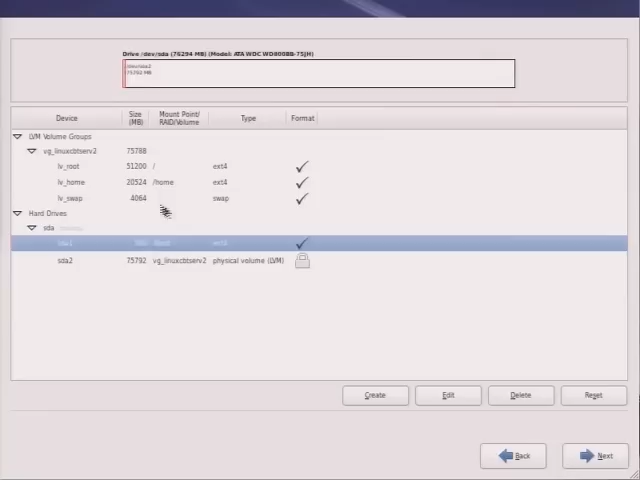 Drive /dev/sda (76294 MB) (Model: ATA WDC WD800BB-75JH)
/dev/sda2
75792 MB
Device Size (MB) Mount Point/ RAID/Volume Type Format
LVM Volume Groups
vg_linuxcbtserv2 75788
lv_root 51200 / ext4
lv_home 20524 /home ext4
lv_swap 4064 swap
Hard Drives
sda
sda1 500 /boot ext4
sda2 75792 vg_linuxcbtserv2 physical volume (LVM)
Create Edit Delete Reset
Back Next